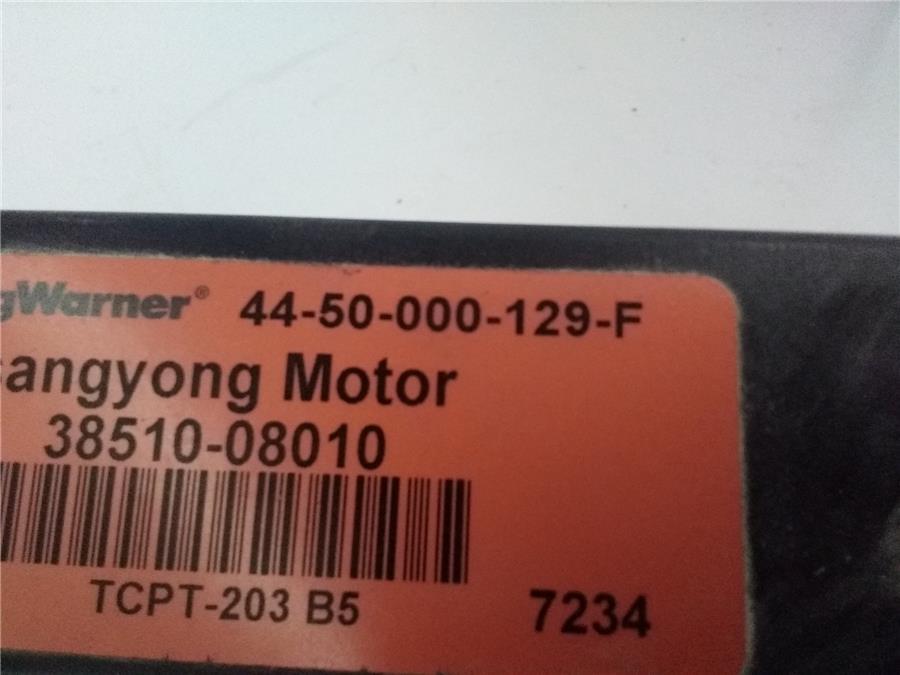 gWarner® 44-50-000-129-F
sangyong Motor
38510-08010
TCPT-203 B5 7234